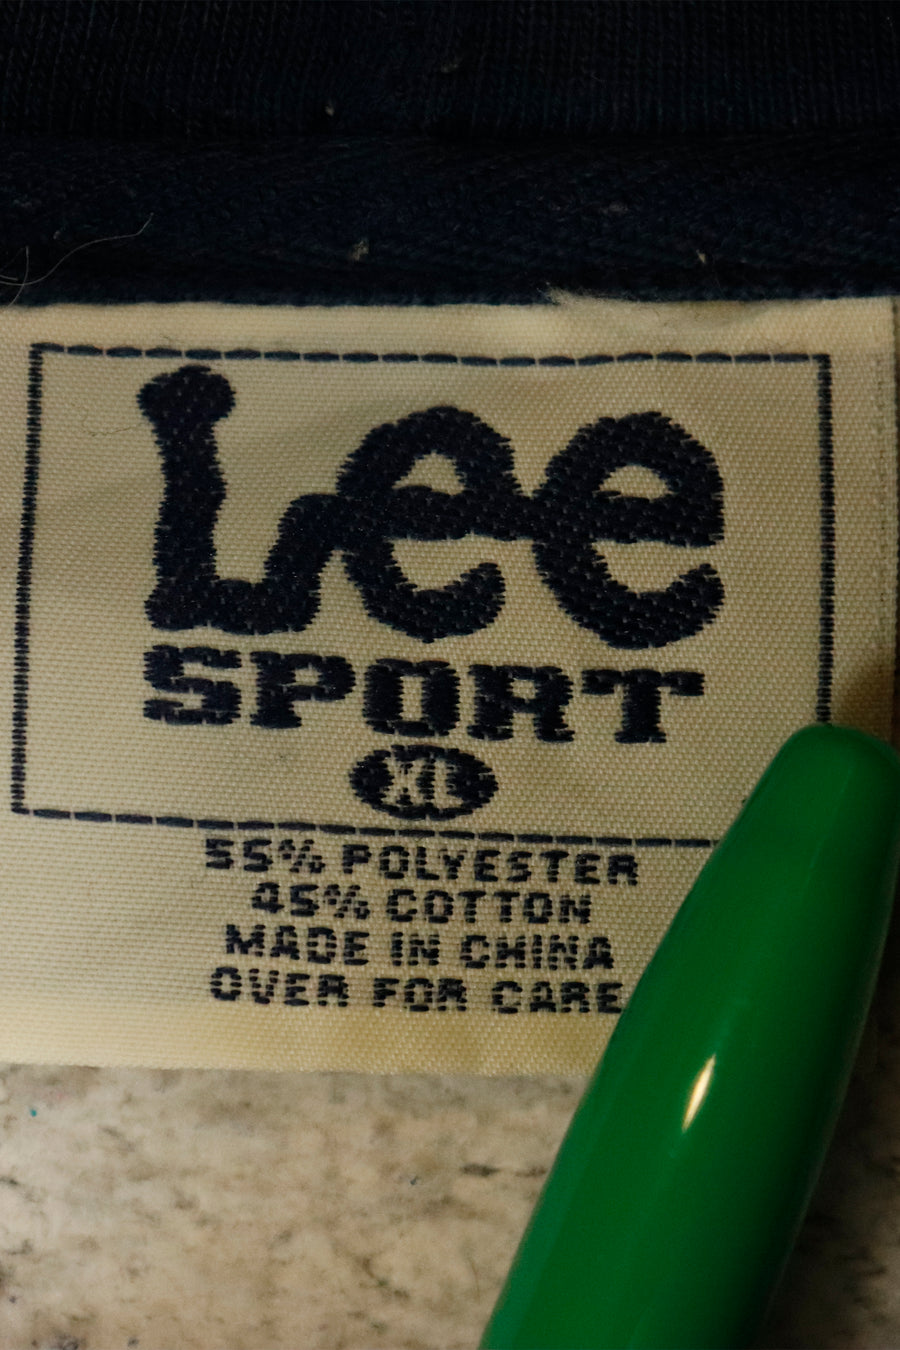 Lee
SPORT
XL
55% POLYESTER
45% COTTON
MADE IN CHINA
OVER FOR CARE